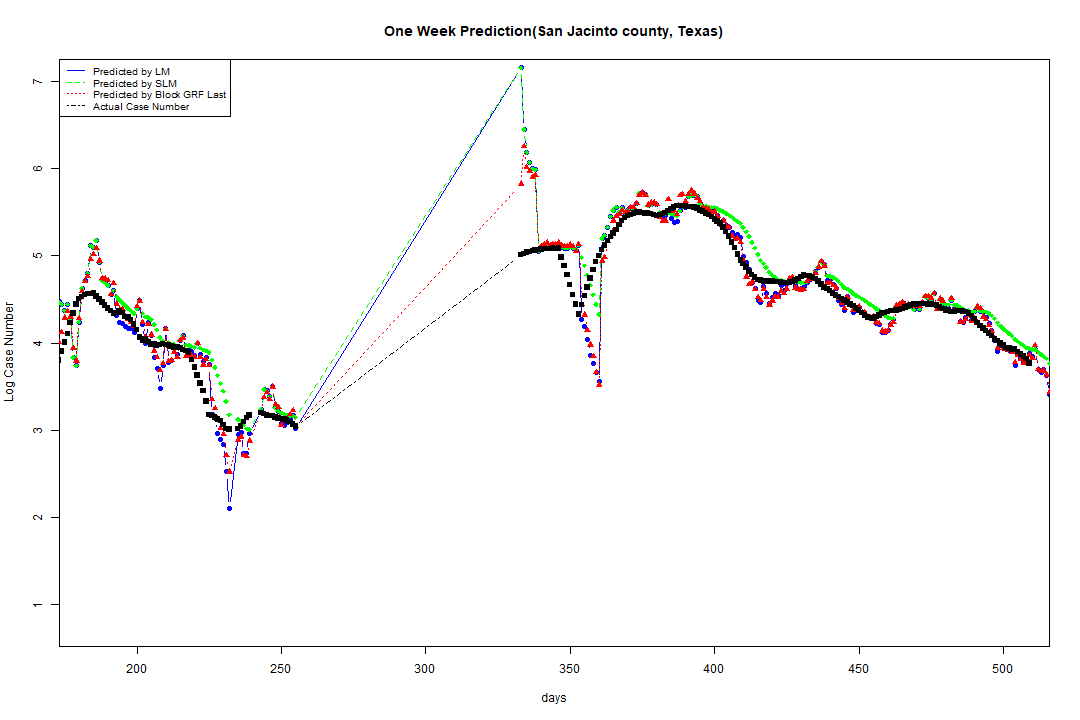 One Week Prediction(San Jacinto county, Texas)
Predicted by LM
Predicted by SLM
Predicted by Block GRF Last
Actual Case Number
Log Case Number
7
6
5
4
3
2
1
200 250 300 350 400 450 500
days